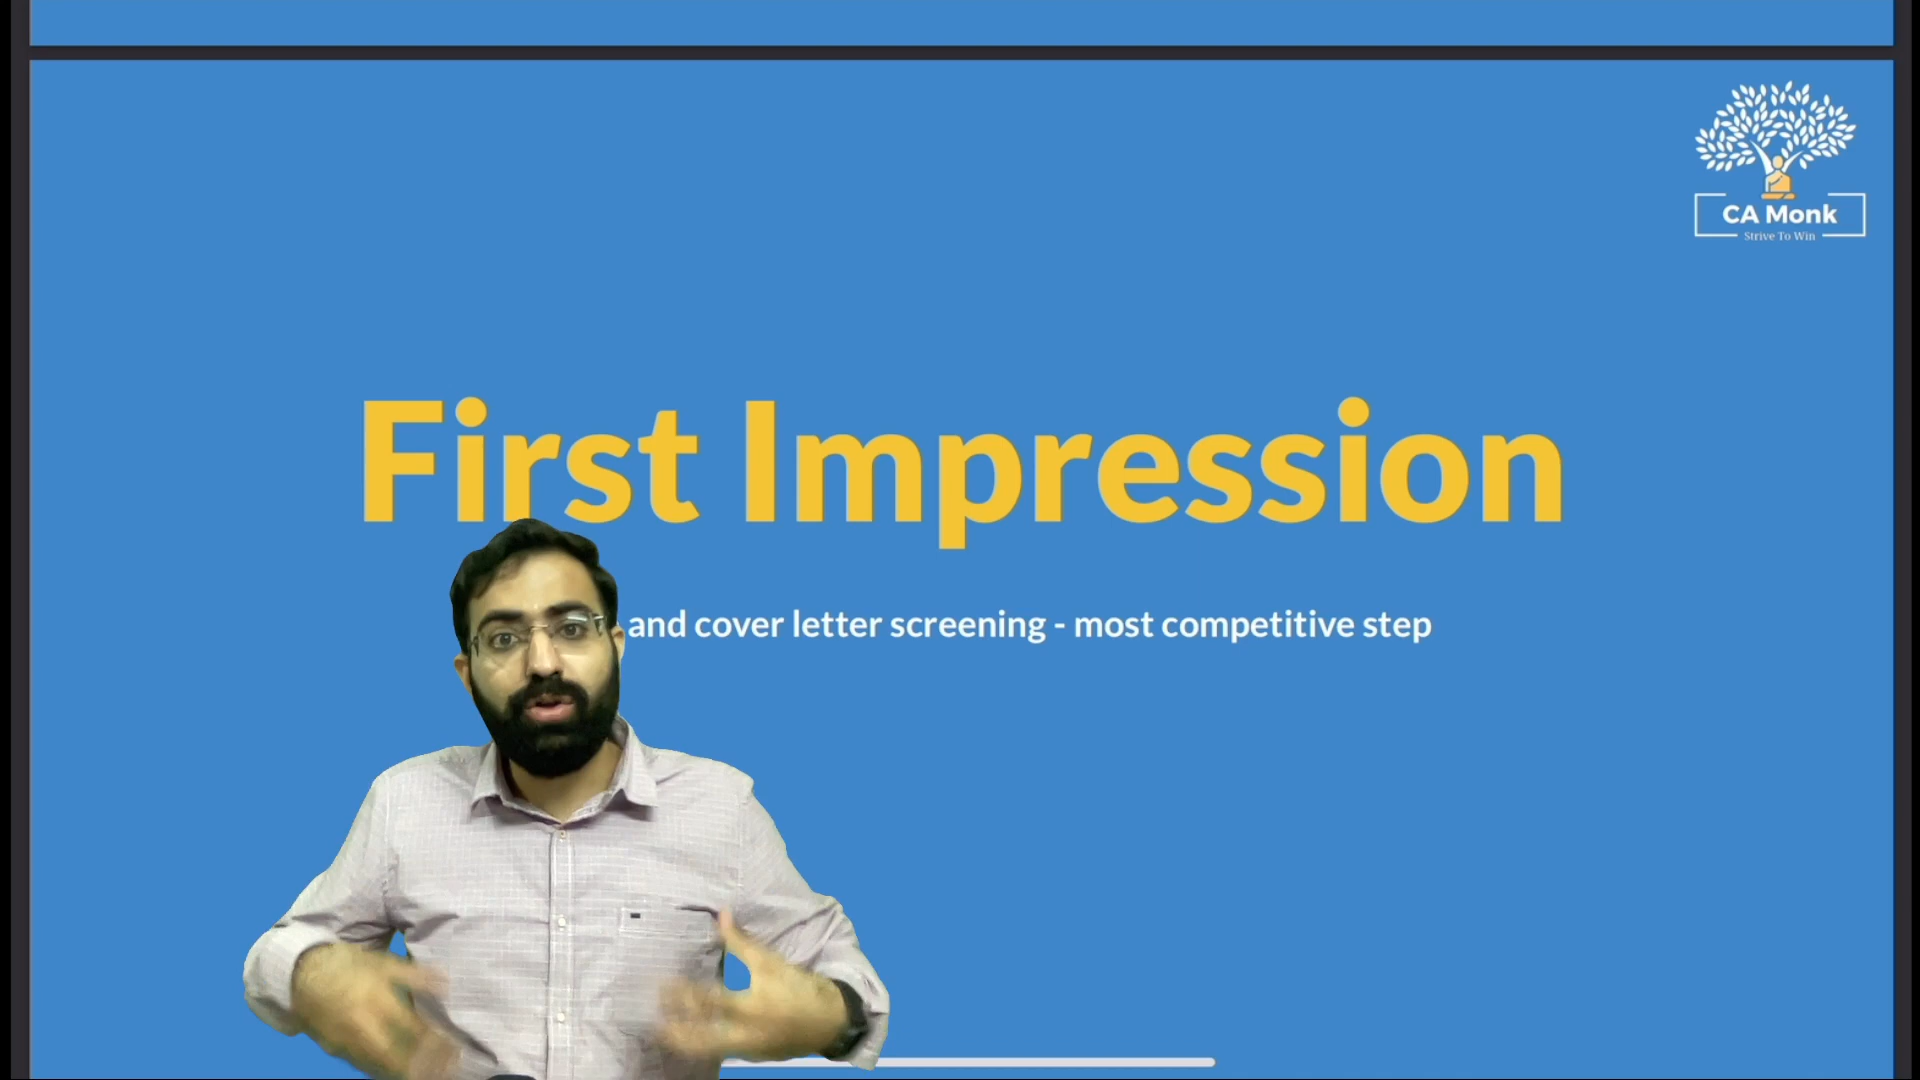 CA Monk
Strive To Win
First Impression
and cover letter screening - most competitive step